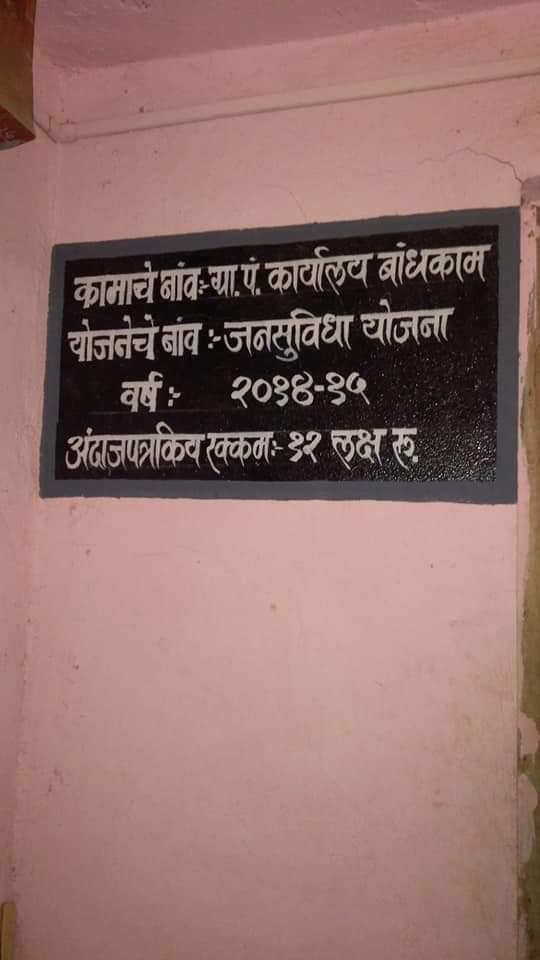 कामाचे नांव:- ग्रा.पं. कार्यालय बांधकाम
योजनेचे नांव :- जनसुविधा योजना
वर्ष :- २०१४-१५
अंदाजपत्रकिय रक्कम:- १२ लक्ष रू.